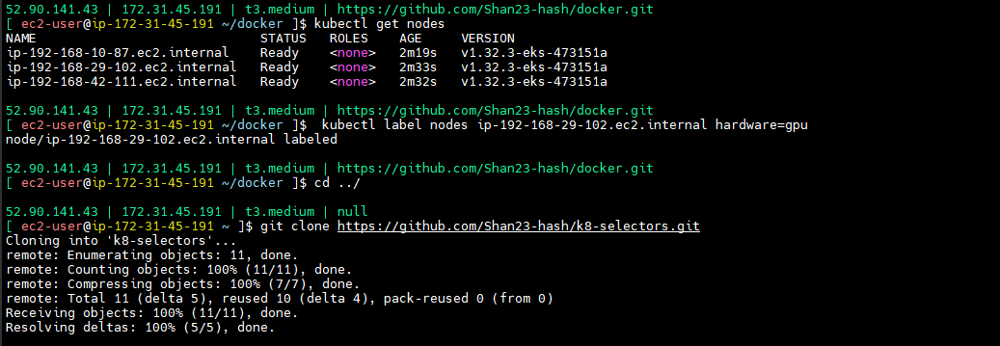 52.90.141.43 | 172.31.45.191 | t3.medium | https://github.com/Shan23-hash/docker.git
[ ec2-user@ip-172-31-45-191 ~/docker ]$ kubectl get nodes
NAME                            STATUS   ROLES    AGE     VERSION
ip-192-168-10-87.ec2.internal   Ready    <none>   2m19s   v1.32.3-eks-473151a
ip-192-168-29-102.ec2.internal   Ready    <none>   2m33s   v1.32.3-eks-473151a
ip-192-168-42-111.ec2.internal   Ready    <none>   2m32s   v1.32.3-eks-473151a
52.90.141.43 | 172.31.45.191 | t3.medium | https://github.com/Shan23-hash/docker.git
[ ec2-user@ip-172-31-45-191 ~/docker ]$  kubectl label nodes ip-192-168-29-102.ec2.internal hardware=gpu
node/ip-192-168-29-102.ec2.internal labeled
52.90.141.43 | 172.31.45.191 | t3.medium | https://github.com/Shan23-hash/docker.git
[ ec2-user@ip-172-31-45-191 ~/docker ]$ cd ../
52.90.141.43 | 172.31.45.191 | t3.medium | null
[ ec2-user@ip-172-31-45-191 ~ ]$ git clone https://github.com/Shan23-hash/k8-selectors.git
Cloning into 'k8-selectors'...
remote: Enumerating objects: 11, done.
remote: Counting objects: 100% (11/11), done.
remote: Compressing objects: 100% (7/7), done.
remote: Total 11 (delta 5), reused 10 (delta 4), pack-reused 0 (from 0)
Receiving objects: 100% (11/11), done.
Resolving deltas: 100% (5/5), done.